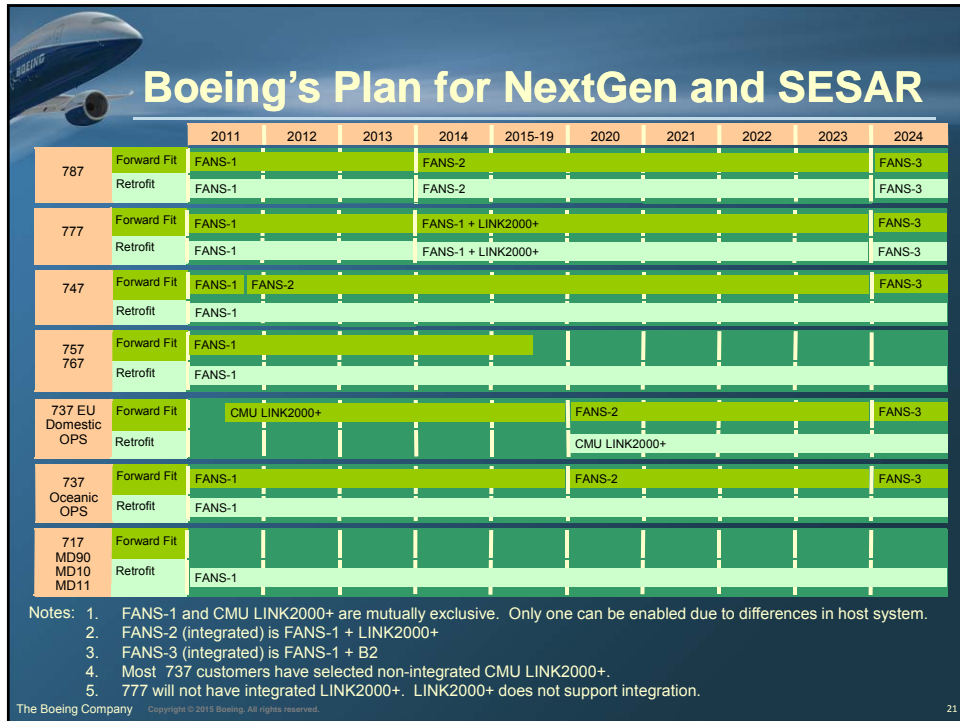 BOEING
Boeing's Plan for NextGen and SESAR
2011 2012 2013 2014 2015-19 2020 2021 2022 2023 2024
787
Forward Fit FANS-1 FANS-2 FANS-3
Retrofit FANS-1 FANS-2 FANS-3
777
Forward Fit FANS-1 FANS-1 + LINK2000+ FANS-3
Retrofit FANS-1 FANS-1 + LINK2000+ FANS-3
747
Forward Fit FANS-1 FANS-2 FANS-3
Retrofit FANS-1
757
767
Forward Fit FANS-1
Retrofit FANS-1
737 EU
Domestic
OPS
Forward Fit CMU LINK2000+ FANS-2 FANS-3
Retrofit CMU LINK2000+
737
Oceanic
OPS
Forward Fit FANS-1 FANS-2 FANS-3
Retrofit FANS-1
717
MD90
MD10
MD11
Forward Fit
Retrofit FANS-1
Notes: 1. FANS-1 and CMU LINK2000+ are mutually exclusive. Only one can be enabled due to differences in host system.
2. FANS-2 (integrated) is FANS-1 + LINK2000+
3. FANS-3 (integrated) is FANS-1 + B2
4. Most 737 customers have selected non-integrated CMU LINK2000+.
5. 777 will not have integrated LINK2000+. LINK2000+ does not support integration.
The Boeing Company Copyright © 2015 Boeing. All rights reserved. 21